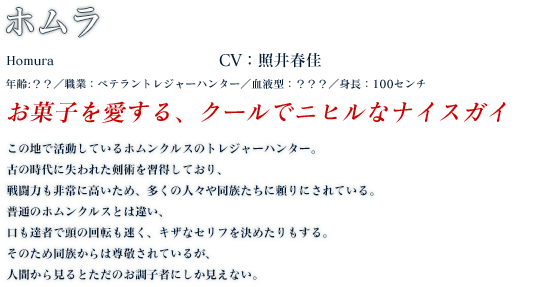 ホムラ
Homura CV：照井春佳
年齢:？？／職業：ベテラントレジャーハンター／血液型：？？？／身長：100センチ
お菓子を愛する、クールでニヒルなナイスガイ
この地で活動しているホムンクルスのトレジャーハンター。
古の時代に失われた剣術を習得しており、
戦闘力も非常に高いため、多くの人々や同族たちに頼りにされている。
普通のホムンクルスとは違い、
口も達者で頭の回転も速く、キザなセリフを決めたりもする。
そのため同族からは尊敬されているが、
人間から見るとただのお調子者にしか見えない。